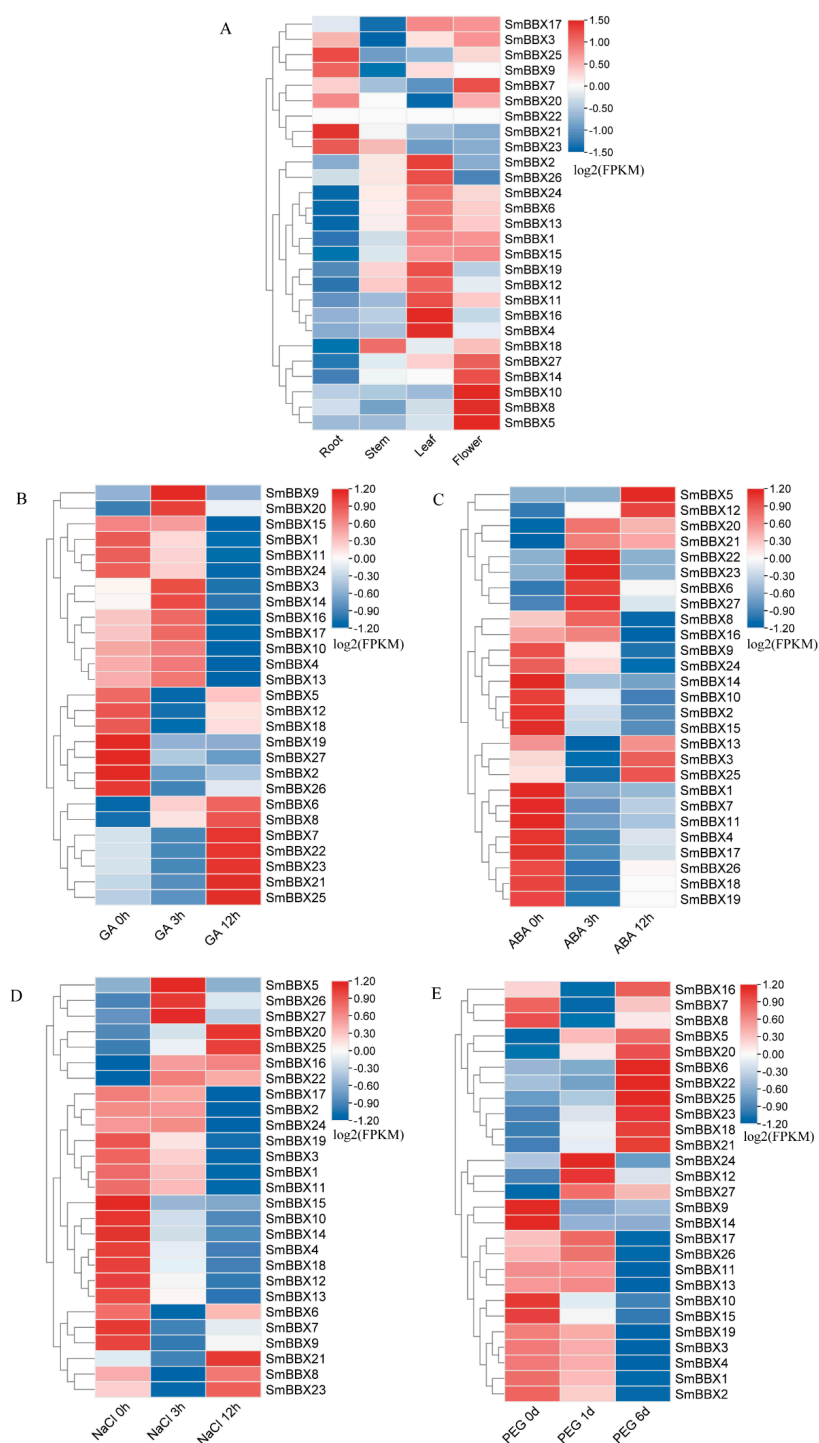 A
SmBBX17
SmBBX3
SmBBX25
SmBBX9
SmBBX7
SmBBX20
SmBBX22
SmBBX21
SmBBX23
SmBBX2
SmBBX26
SmBBX24
SmBBX6
SmBBX13
SmBBX1
SmBBX15
SmBBX19
SmBBX12
SmBBX11
SmBBX16
SmBBX4
SmBBX18
SmBBX27
SmBBX14
SmBBX10
SmBBX8
SmBBX5
1.50
1.00
0.50
0.00
-0.50
-1.00
-1.50
log2(FPKM)
Root Stem Leaf Flower
B
SmBBX9
SmBBX20
SmBBX15
SmBBX1
SmBBX11
SmBBX24
SmBBX3
SmBBX14
SmBBX16
SmBBX17
SmBBX10
SmBBX4
SmBBX13
SmBBX5
SmBBX12
SmBBX18
SmBBX19
SmBBX27
SmBBX2
SmBBX26
SmBBX6
SmBBX8
SmBBX7
SmBBX22
SmBBX23
SmBBX21
SmBBX25
1.20
0.90
0.60
0.30
0.00
-0.30
-0.60
-0.90
-1.20
log2(FPKM)
GA 0h GA 3h GA 12h
C
SmBBX5
SmBBX12
SmBBX20
SmBBX21
SmBBX22
SmBBX23
SmBBX6
SmBBX27
SmBBX8
SmBBX16
SmBBX9
SmBBX24
SmBBX14
SmBBX10
SmBBX2
SmBBX15
SmBBX13
SmBBX3
SmBBX25
SmBBX1
SmBBX7
SmBBX11
SmBBX4
SmBBX17
SmBBX26
SmBBX18
SmBBX19
1.20
0.90
0.60
0.30
0.00
-0.30
-0.60
-0.90
-1.20
log2(FPKM)
ABA 0h ABA 3h ABA 12h
D
SmBBX5
SmBBX26
SmBBX27
SmBBX20
SmBBX25
SmBBX16
SmBBX22
SmBBX17
SmBBX2
SmBBX24
SmBBX19
SmBBX3
SmBBX1
SmBBX11
SmBBX15
SmBBX10
SmBBX14
SmBBX4
SmBBX18
SmBBX12
SmBBX13
SmBBX6
SmBBX7
SmBBX9
SmBBX21
SmBBX8
SmBBX23
1.20
0.90
0.60
0.30
0.00
-0.30
-0.60
-0.90
-1.20
log2(FPKM)
NaCl 0h NaCl 3h NaCl 12h
E
SmBBX16
SmBBX7
SmBBX8
SmBBX5
SmBBX20
SmBBX6
SmBBX22
SmBBX25
SmBBX23
SmBBX18
SmBBX21
SmBBX24
SmBBX12
SmBBX27
SmBBX9
SmBBX14
SmBBX17
SmBBX26
SmBBX11
SmBBX13
SmBBX10
SmBBX15
SmBBX19
SmBBX3
SmBBX4
SmBBX1
SmBBX2
1.20
0.90
0.60
0.30
0.00
-0.30
-0.60
-0.90
-1.20
log2(FPKM)
PEG 0d PEG 1d PEG 6d